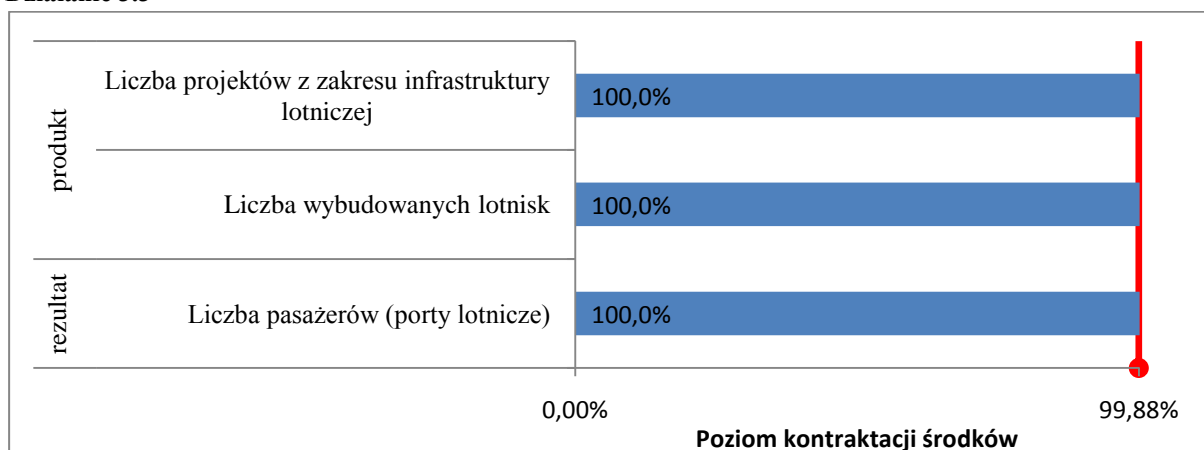 produkt
Liczba projektów z zakresu infrastruktury
lotniczej
100,0%
Liczba wybudowanych lotnisk
100,0%
rezultat
Liczba pasażerów (porty lotnicze)
100,0%
0,00%
99,88%
Poziom kontraktacji środków